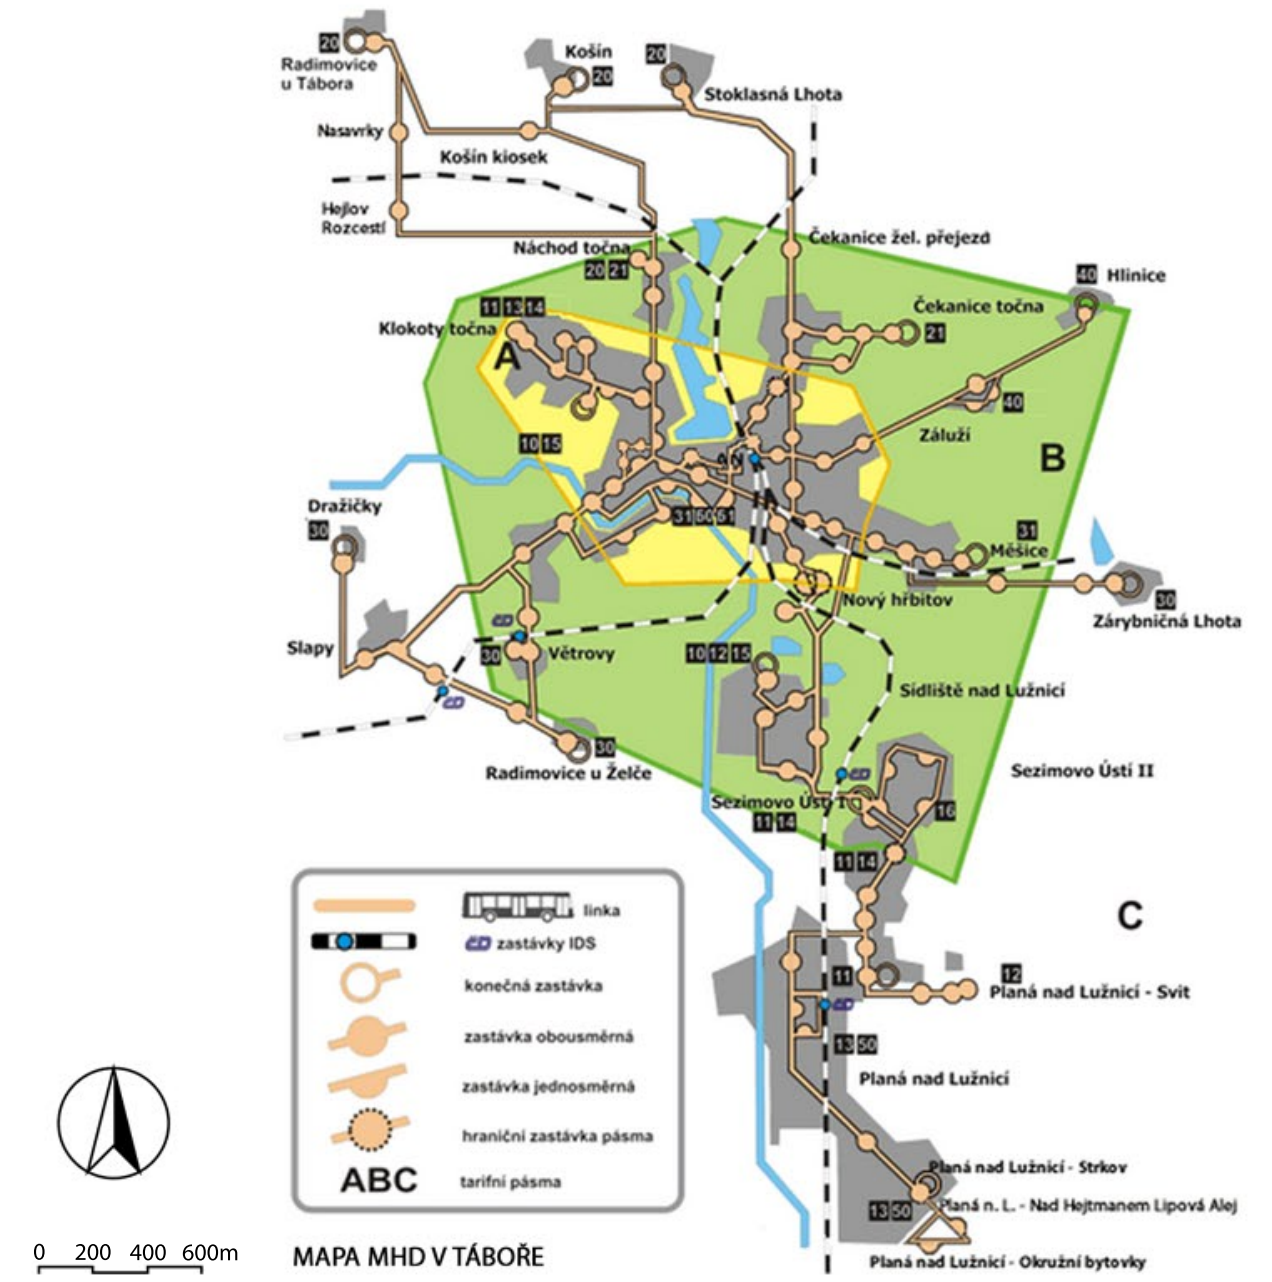 20
Radimovice
u Tábora
Košín
20
20
Stoklasná Lhota
Nasavrky
Košín kiosek
Hejlov
Rozcestí
Náchod točna
20 21
Čekanice žel. přejezd
40 Hlinice
11 13 14
Klokoty točna
Čekanice točna
21
A
40
10 15
AN
Záluží
B
Dražičky
30
31 50 51
31
Měšice
Nový hřbitov
30
Zárybničná Lhota
Slapy
30
Větrovy
10 12 15
Sídliště nad Lužnicí
30
Radimovice u Želče
Sezimovo Ústí II
Sezimovo Ústí I
11 14
16
11 14
C
linka
ČD zastávky IDS
konečná zastávka
zastávka obousměrná
zastávka jednosměrná
hraniční zastávka pásma
ABC tarifní pásma
11
12
Planá nad Lužnicí - Svit
13 50
Planá nad Lužnicí
Planá nad Lužnicí - Strkov
13 50
Planá n. L. - Nad Hejtmanem Lipová Alej
Planá nad Lužnicí - Okružní bytovky
0 200 400 600m
MAPA MHD V TÁBOŘE